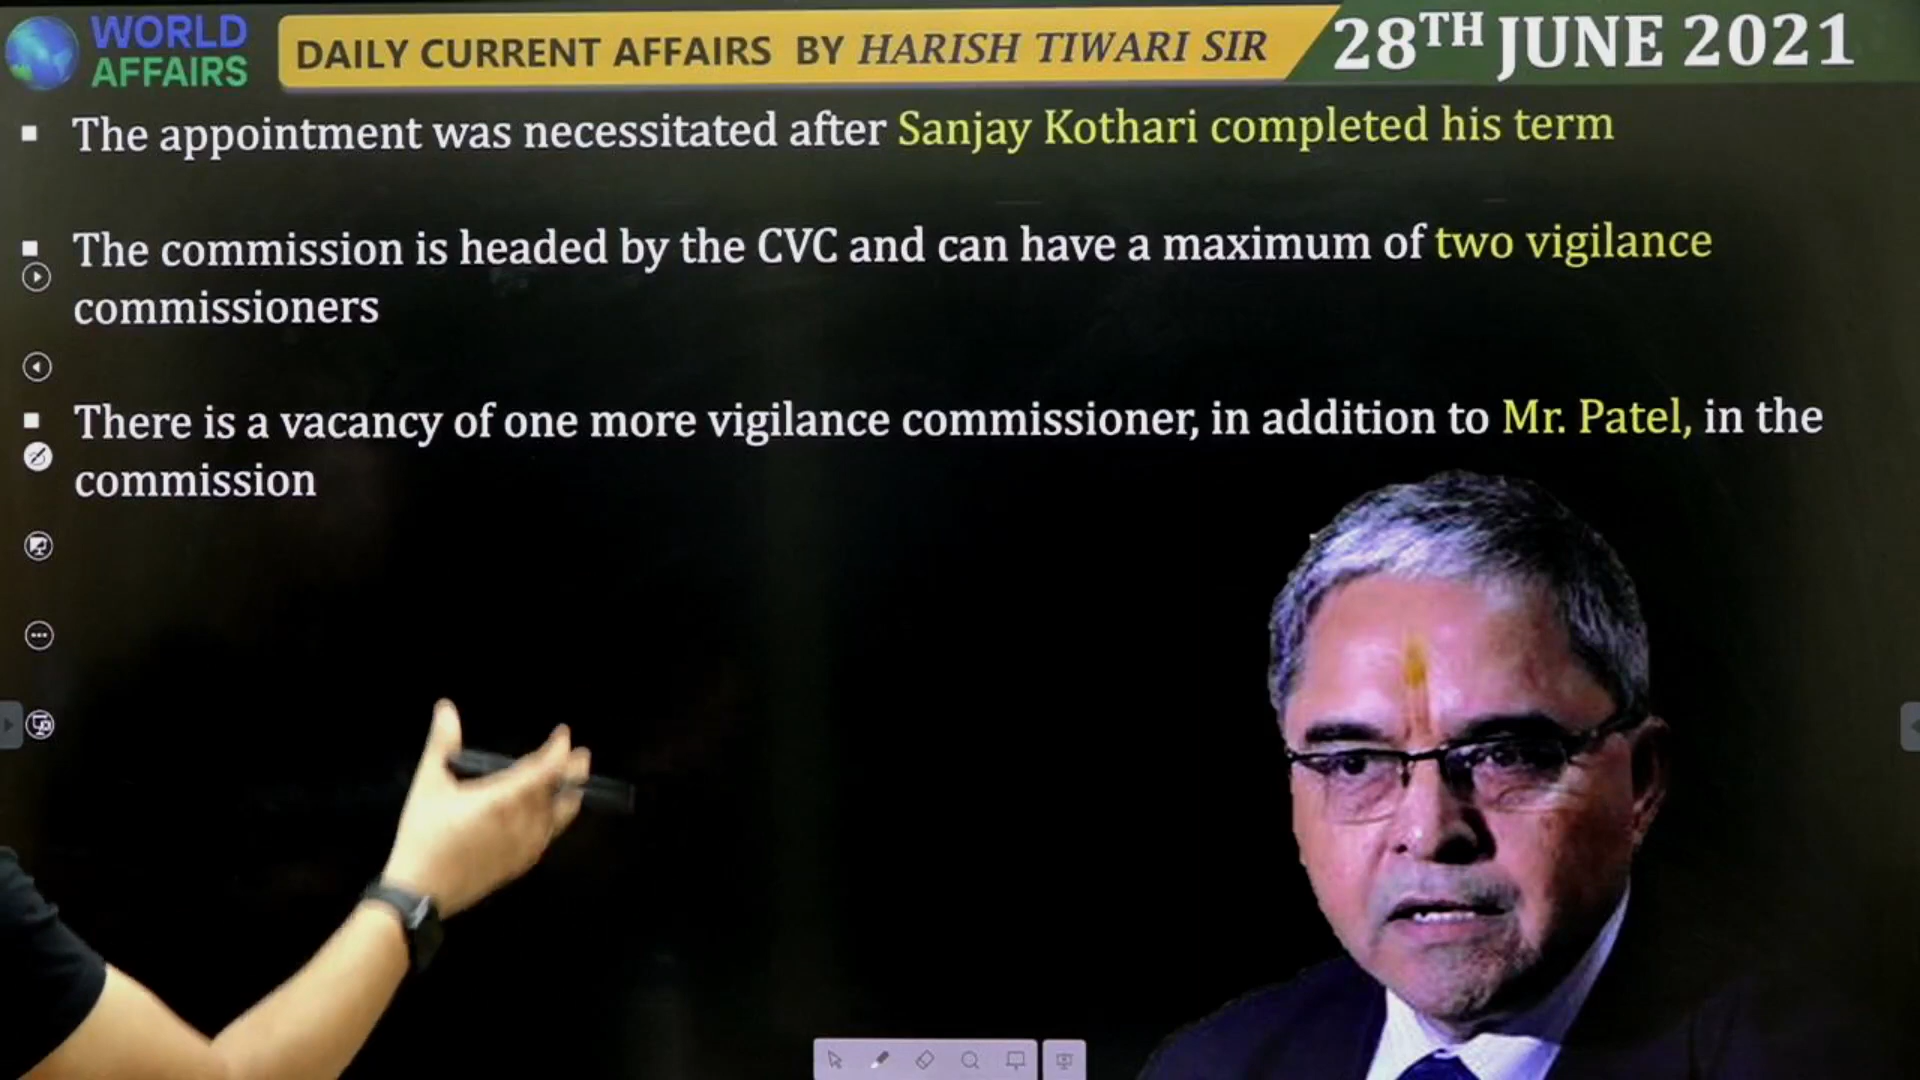 WORLD
AFFAIRS
DAILY CURRENT AFFAIRS BY HARISH TIWARI SIR
28TH JUNE 2021
The appointment was necessitated after Sanjay Kothari completed his term
The commission is headed by the CVC and can have a maximum of two vigilance
commissioners
There is a vacancy of one more vigilance commissioner, in addition to Mr. Patel, in the
commission